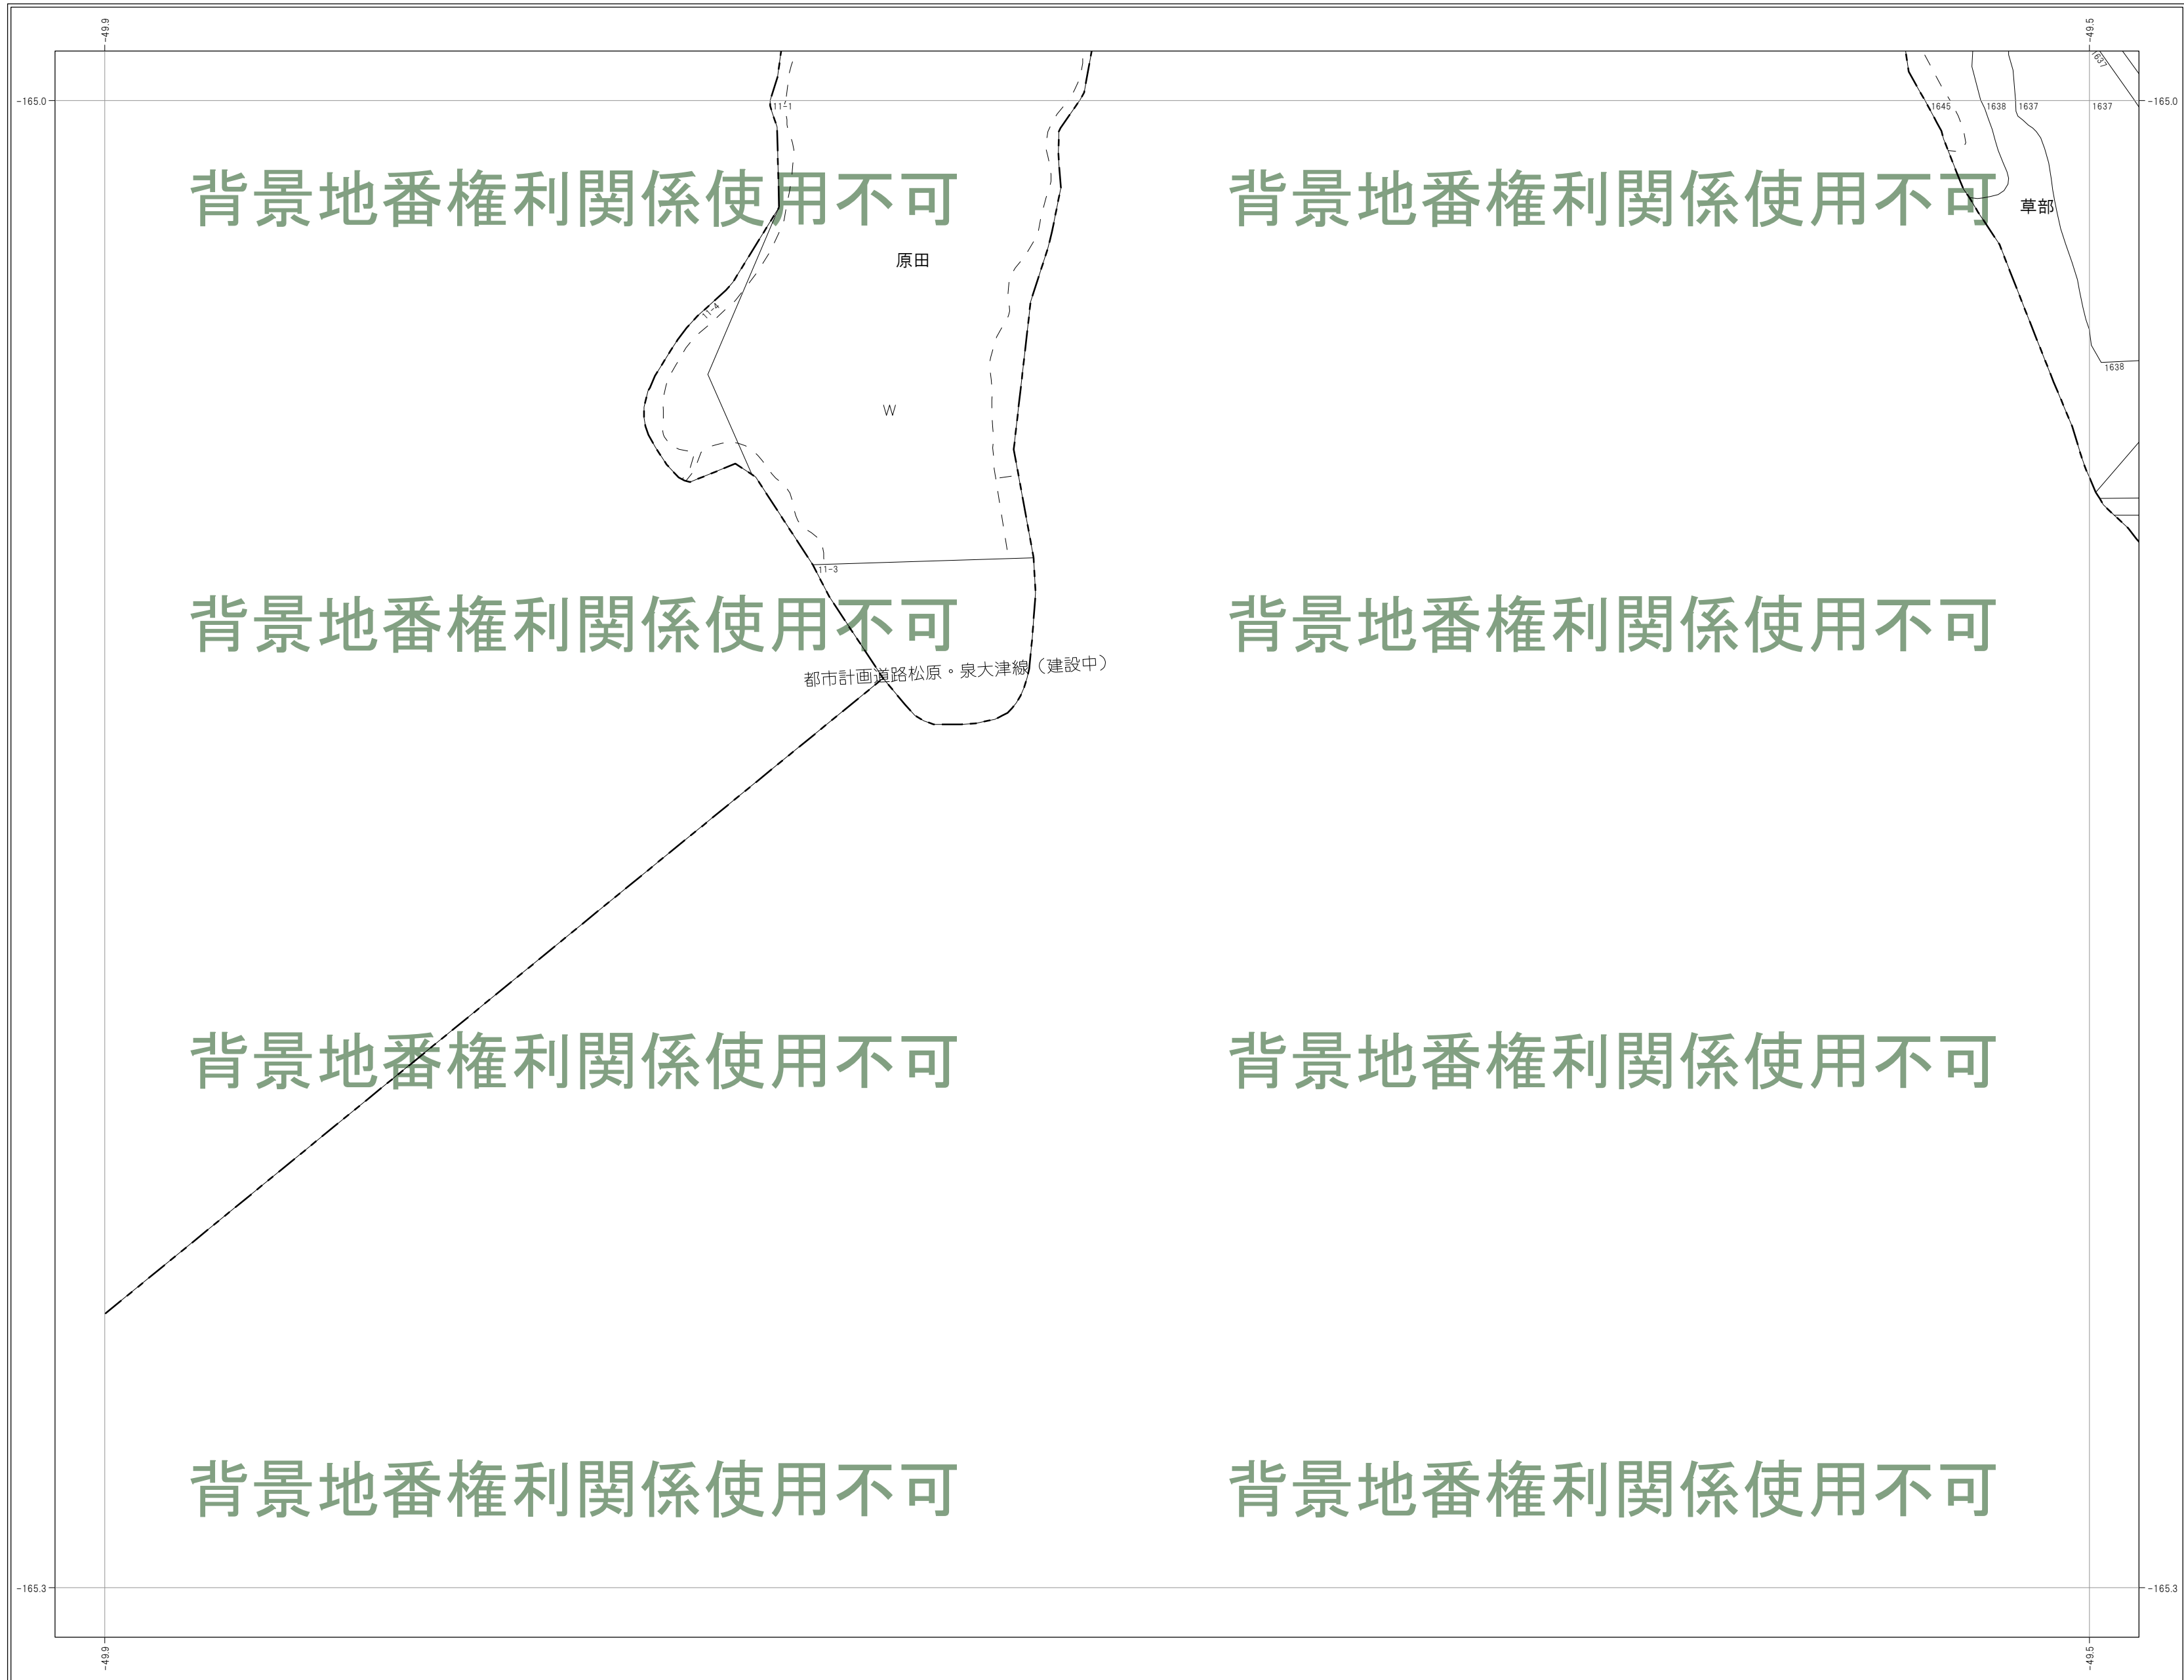 -49.9
-49.5
-165.0
11-1
1645
1638
1637
1637
1637
-165.0
背景地番権利関係使用不可
背景地番権利関係使用不可
草部
原田
11-4
1638
W
11-3
背景地番権利関係使用不可
背景地番権利関係使用不可
都市計画道路松原。泉大津線（建設中）
背景地番権利関係使用不可
背景地番権利関係使用不可
背景地番権利関係使用不可
背景地番権利関係使用不可
-165.3
-165.3
-49.9
-49.5